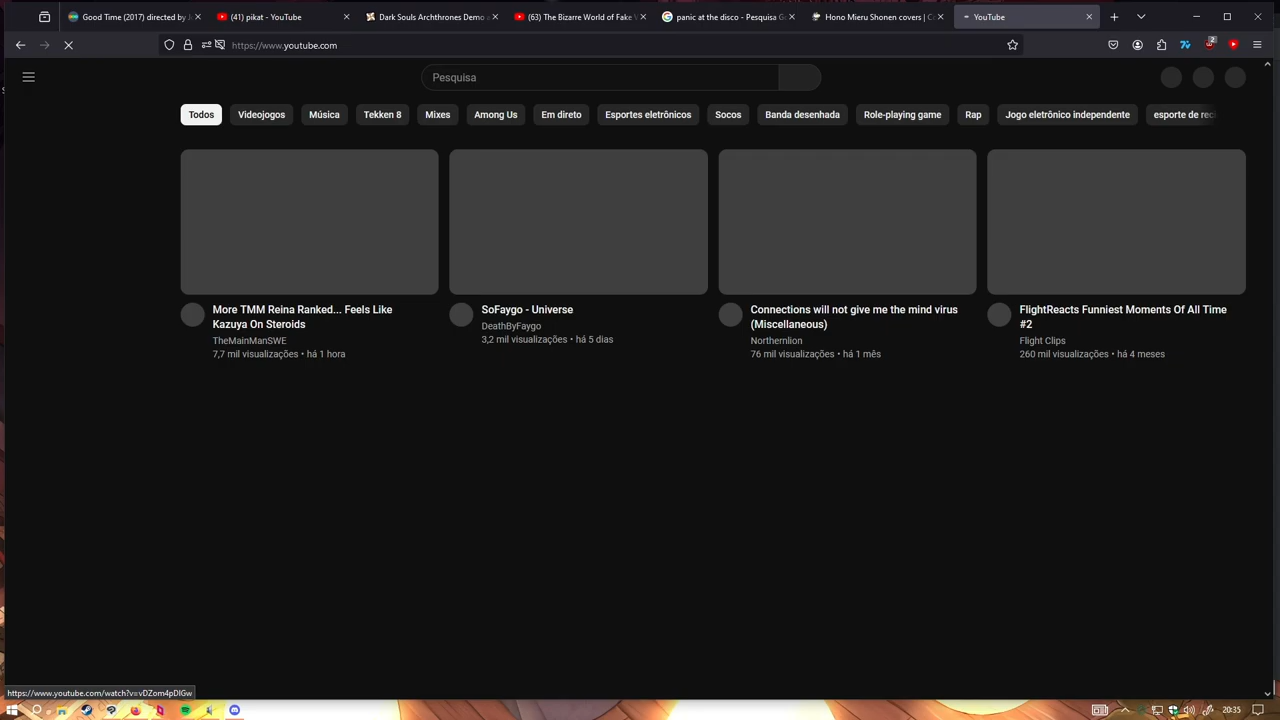 Good Time (2017) directed by J
(41) pikat - YouTube
Dark Souls Archthrones Demo a
(63) The Bizarre World of Fake
panic at the disco - Pesquisa G
Hono Mieru Shonen covers | C
YouTube
https://www.youtube.com
2
Pesquisa
Todos
Videojogos
Música
Tekken 8
Mixes
Among Us
Em direto
Esportes eletrônicos
Socos
Banda desenhada
Role-playing game
Rap
Jogo eletrônico independente
esporte de rec
More TMM Reina Ranked... Feels Like
Kazuya On Steroids
TheMainManSWE
7,7 mil visualizações • há 1 hora
SoFaygo - Universe
DeathByFaygo
3,2 mil visualizações • há 5 dias
Connections will not give me the mind virus
(Miscellaneous)
Northernlion
76 mil visualizações • há 1 mês
FlightReacts Funniest Moments Of All Time
#2
Flight Clips
260 mil visualizações • há 4 meses
https://www.youtube.com/watch?v=vDZom4pDlGw
20:35